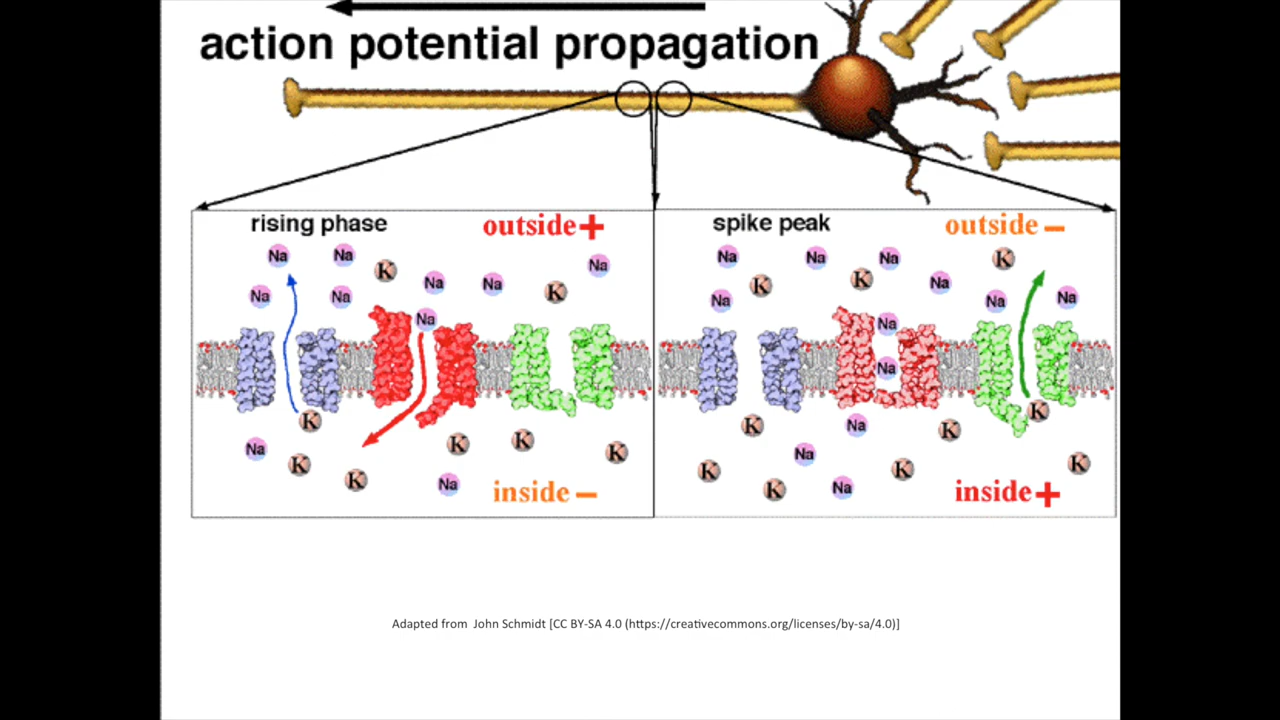 action potential propagation
rising phase
outside +
Na
Na
K
Na
Na
Na
Na
Na
K
Na
K
Na
K
K
K
K
K
Na
inside –
spike peak
outside –
Na
Na
Na
K
K
K
Na
Na
Na
Na
Na
Na
K
K
Na
K
Na
K
K
K
K
Na
inside +
Adapted from John Schmidt [CC BY-SA 4.0 (https://creativecommons.org/licenses/by-sa/4.0)]